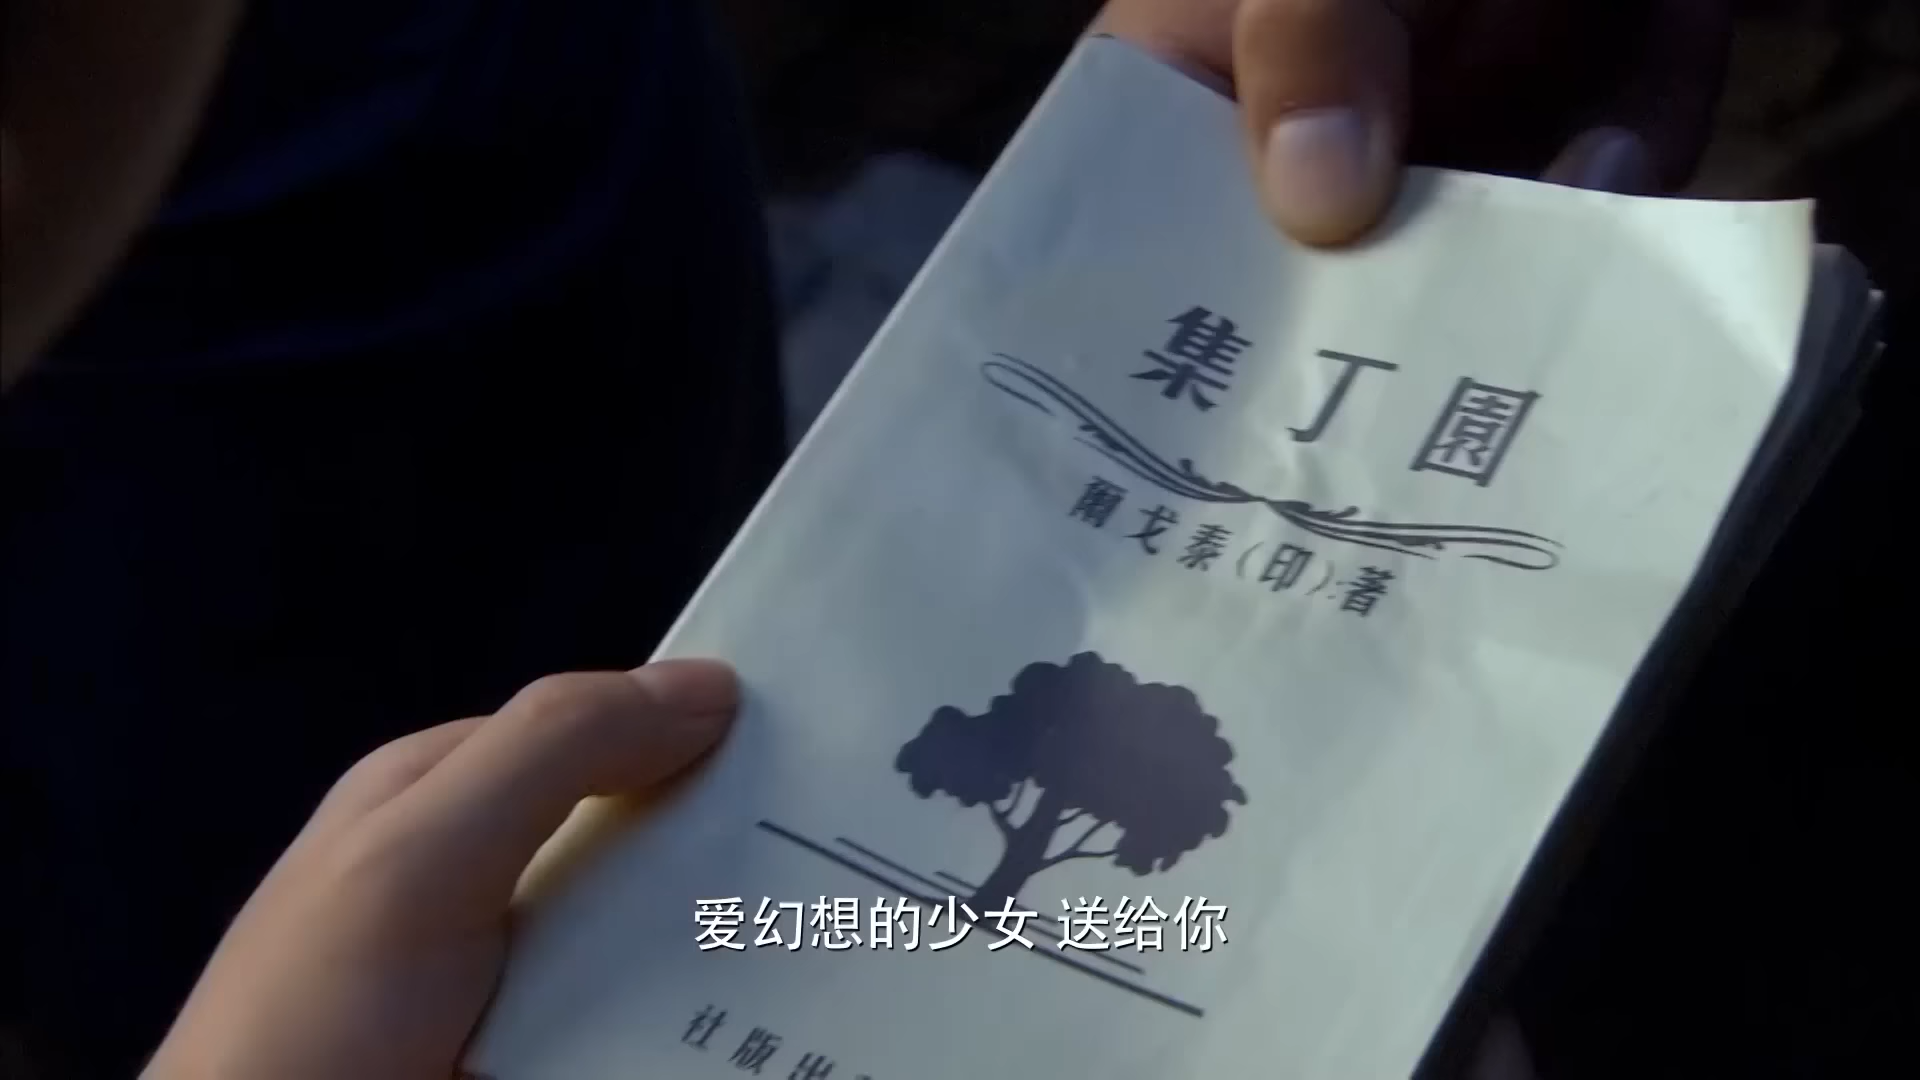 集丁園
爾戈泰(印):著
爱幻想的少女 送给你
社版出